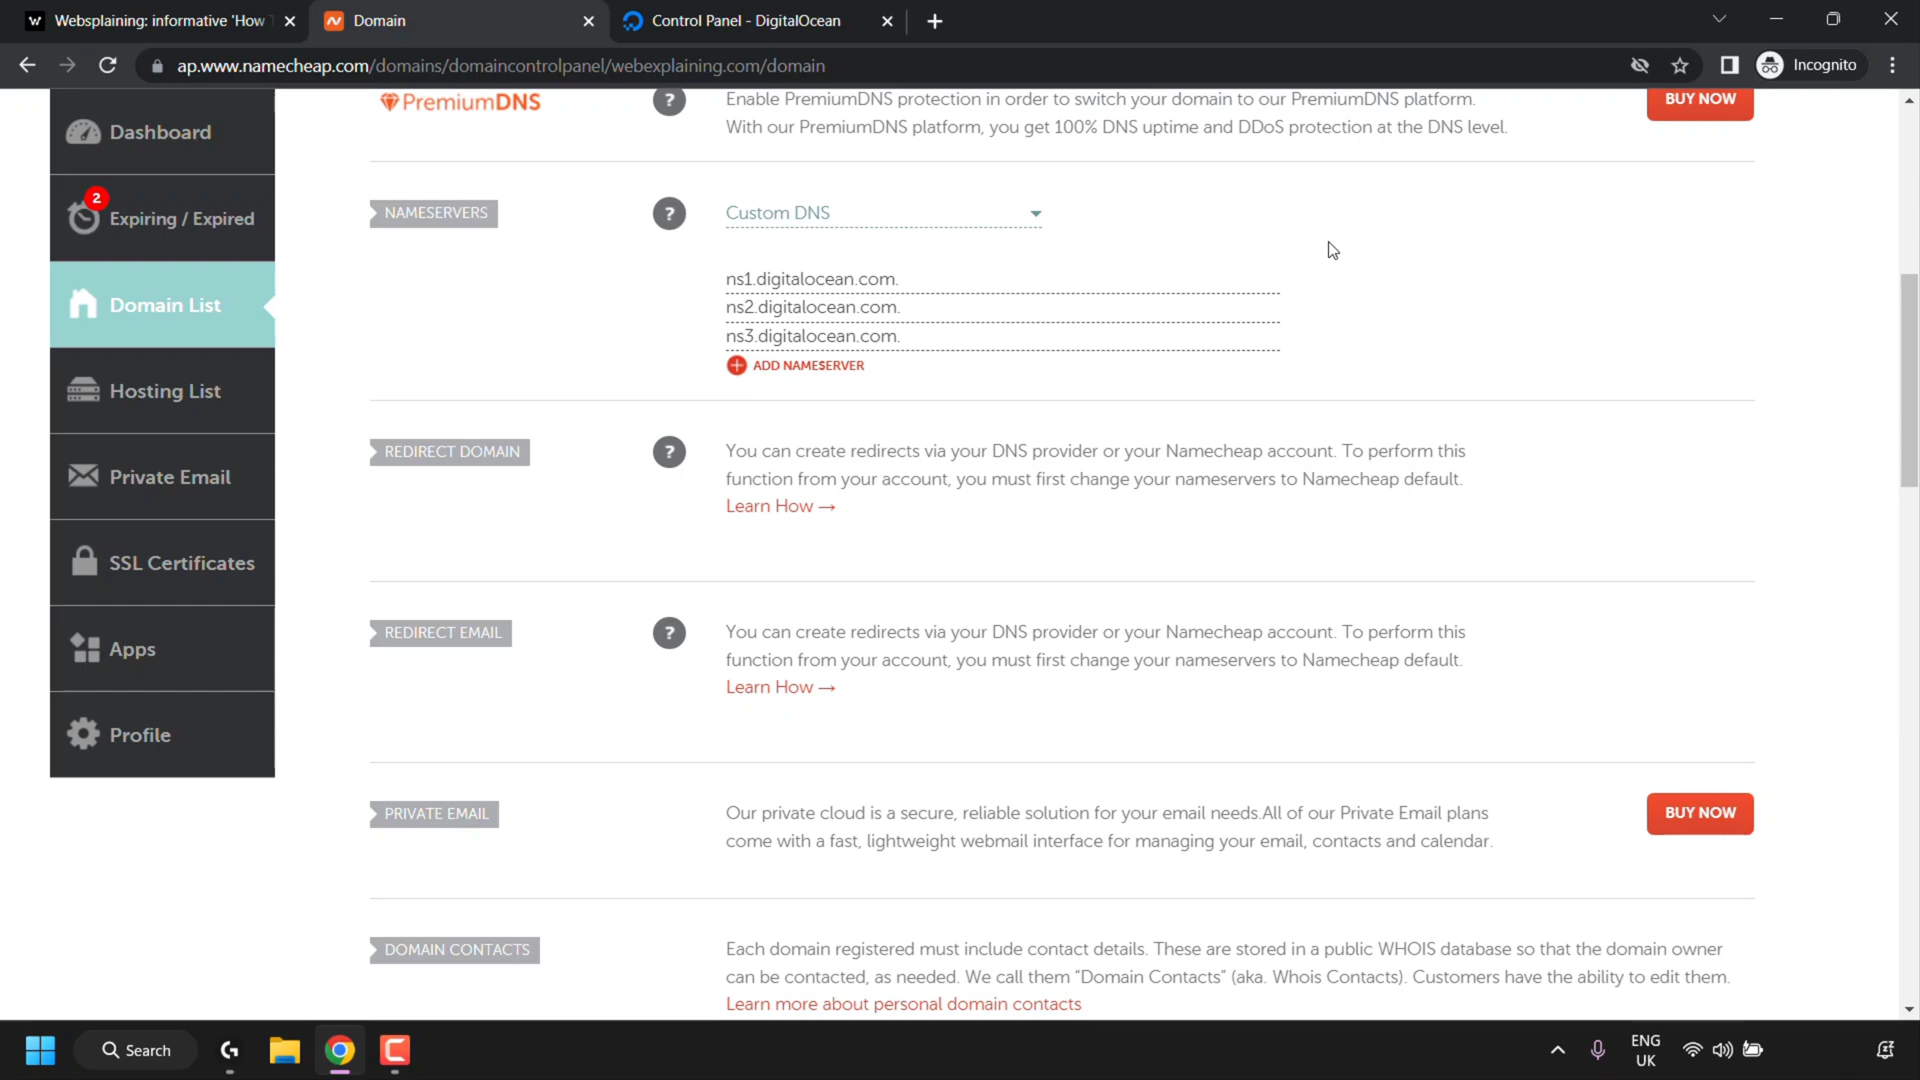 Websplaining: informative 'How T
Domain
Control Panel - DigitalOcean
ap.www.namecheap.com/domains/domaincontrolpanel/webexplaining.com/domain
Incognito
Dashboard
2
Expiring / Expired
Domain List
Hosting List
Private Email
SSL Certificates
Apps
Profile
PremiumDNS
?
Enable PremiumDNS protection in order to switch your domain to our PremiumDNS platform.
With our PremiumDNS platform, you get 100% DNS uptime and DDoS protection at the DNS level.
BUY NOW
NAMESERVERS
?
Custom DNS
ns1.digitalocean.com.
ns2.digitalocean.com.
ns3.digitalocean.com.
ADD NAMESERVER
REDIRECT DOMAIN
?
You can create redirects via your DNS provider or your Namecheap account. To perform this
function from your account, you must first change your nameservers to Namecheap default.
Learn How →
REDIRECT EMAIL
?
You can create redirects via your DNS provider or your Namecheap account. To perform this
function from your account, you must first change your nameservers to Namecheap default.
Learn How →
PRIVATE EMAIL
Our private cloud is a secure, reliable solution for your email needs.All of our Private Email plans
come with a fast, lightweight webmail interface for managing your email, contacts and calendar.
BUY NOW
DOMAIN CONTACTS
Each domain registered must include contact details. These are stored in a public WHOIS database so that the domain owner
can be contacted, as needed. We call them "Domain Contacts" (aka. Whois Contacts). Customers have the ability to edit them.
Learn more about personal domain contacts
Search
ENG
UK